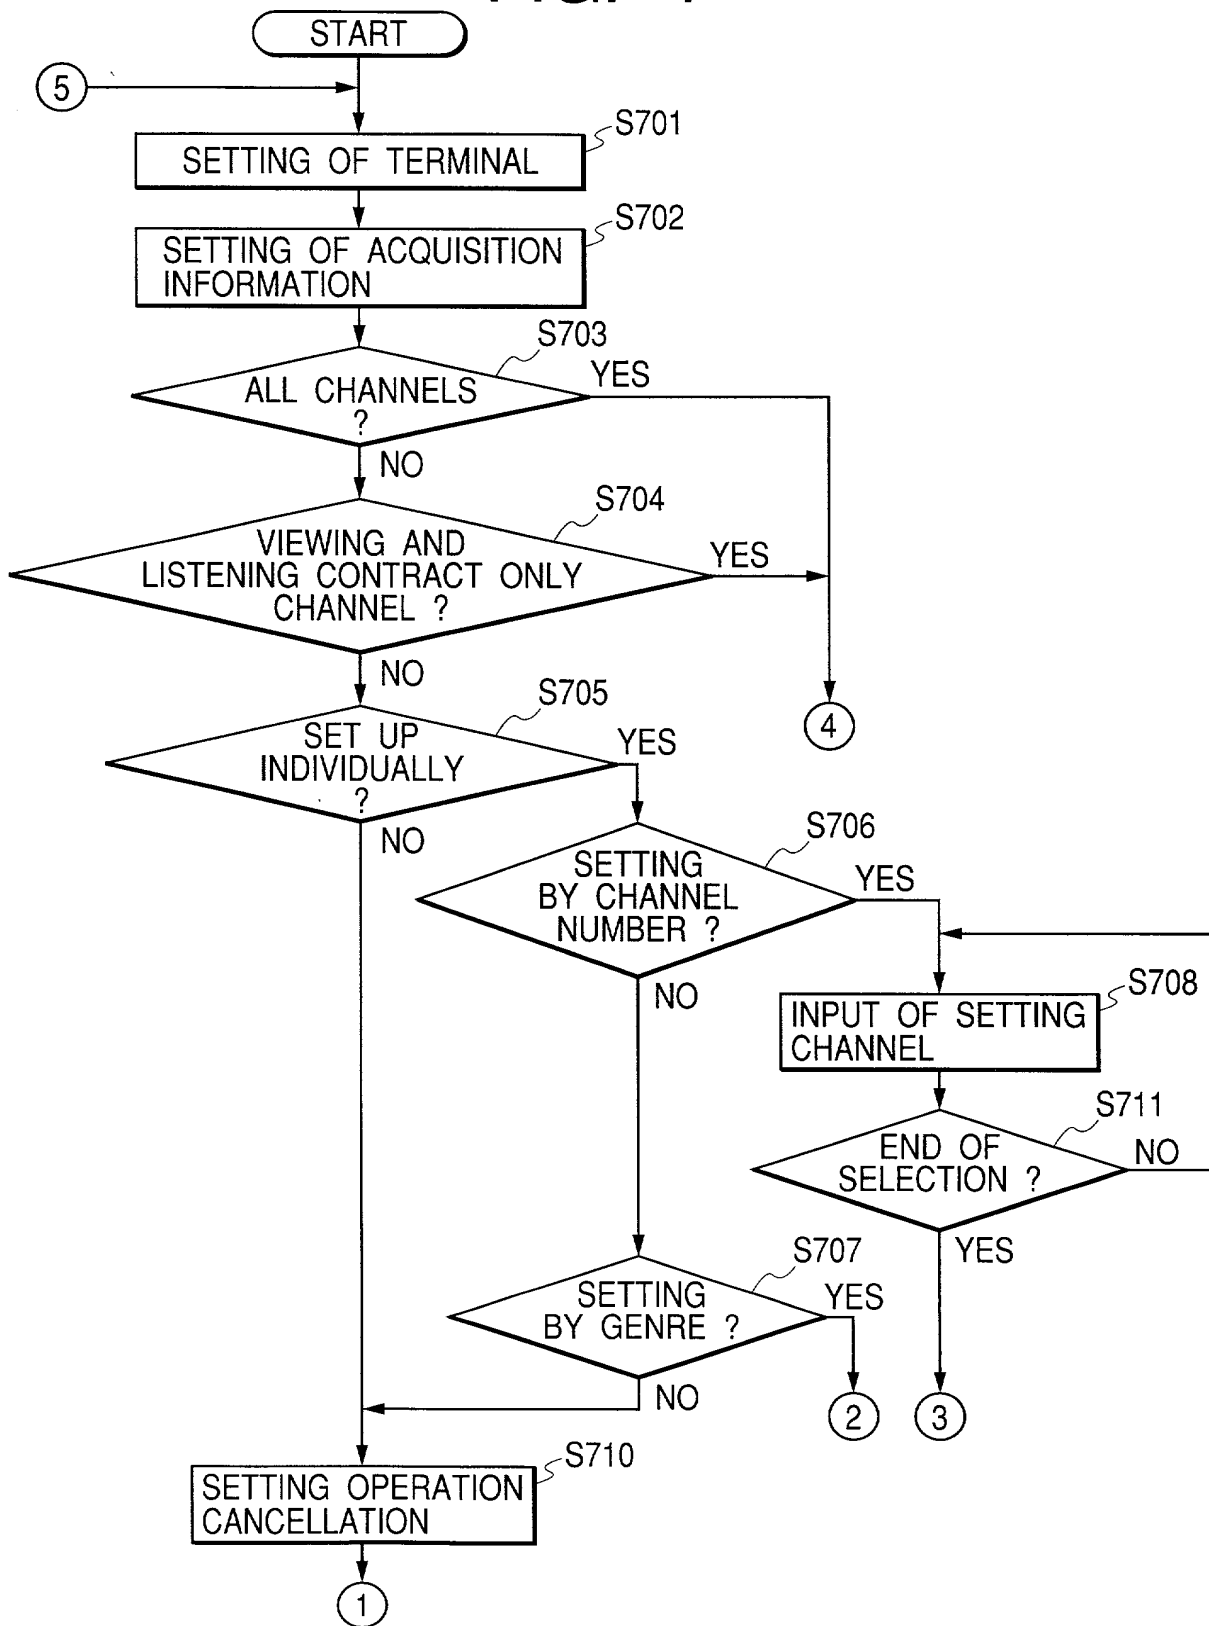 START
5
S701
SETTING OF TERMINAL
S702
SETTING OF ACQUISITION
INFORMATION
S703
ALL CHANNELS
?
YES
NO
S704
VIEWING AND
LISTENING CONTRACT ONLY
CHANNEL ?
YES
NO
4
S705
SET UP
INDIVIDUALLY
?
YES
NO
S706
SETTING
BY CHANNEL
NUMBER ?
YES
NO
S708
INPUT OF SETTING
CHANNEL
S711
END OF
SELECTION ?
NO
YES
S707
SETTING
BY GENRE ?
YES
NO
2
3
S710
SETTING OPERATION
CANCELLATION
1